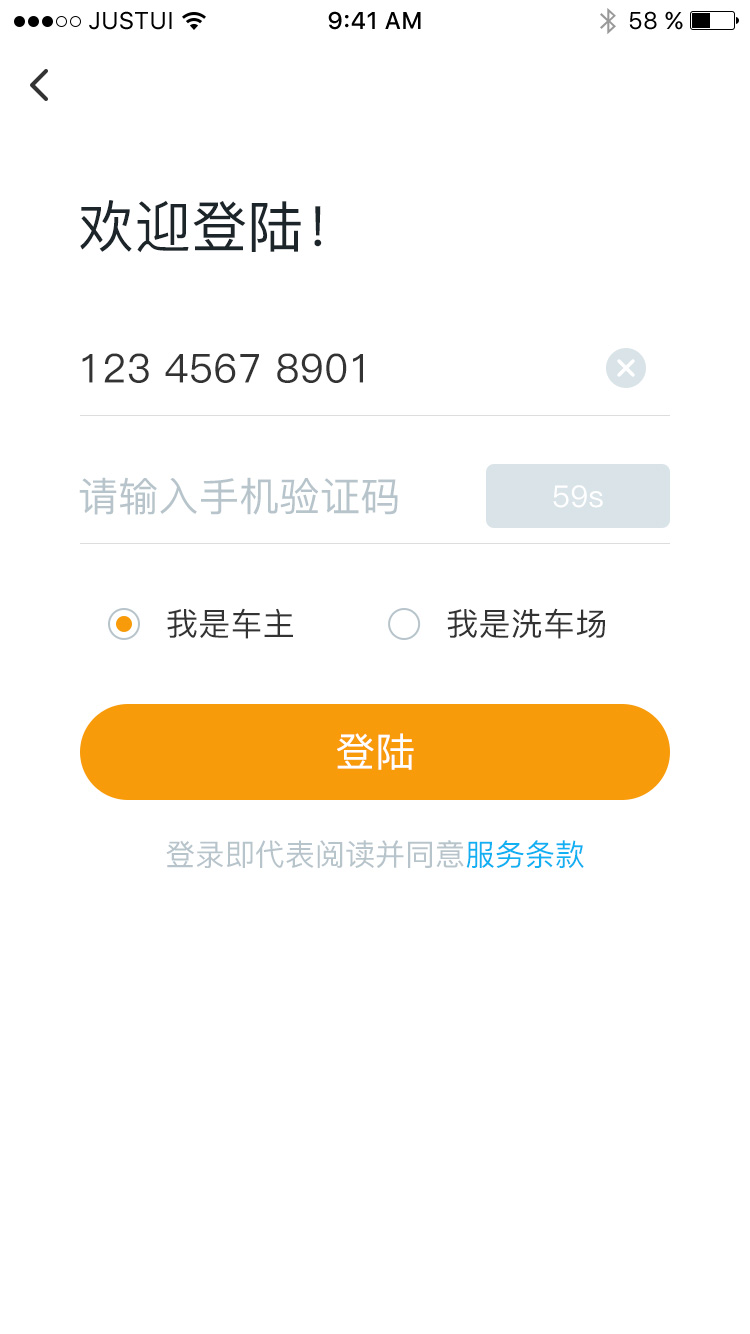 JUSTUI 9:41 AM 58 %
欢迎登陆!
123 4567 8901
请输入手机验证码 59s
我是车主 我是洗车场
登陆
登录即代表阅读并同意服务条款